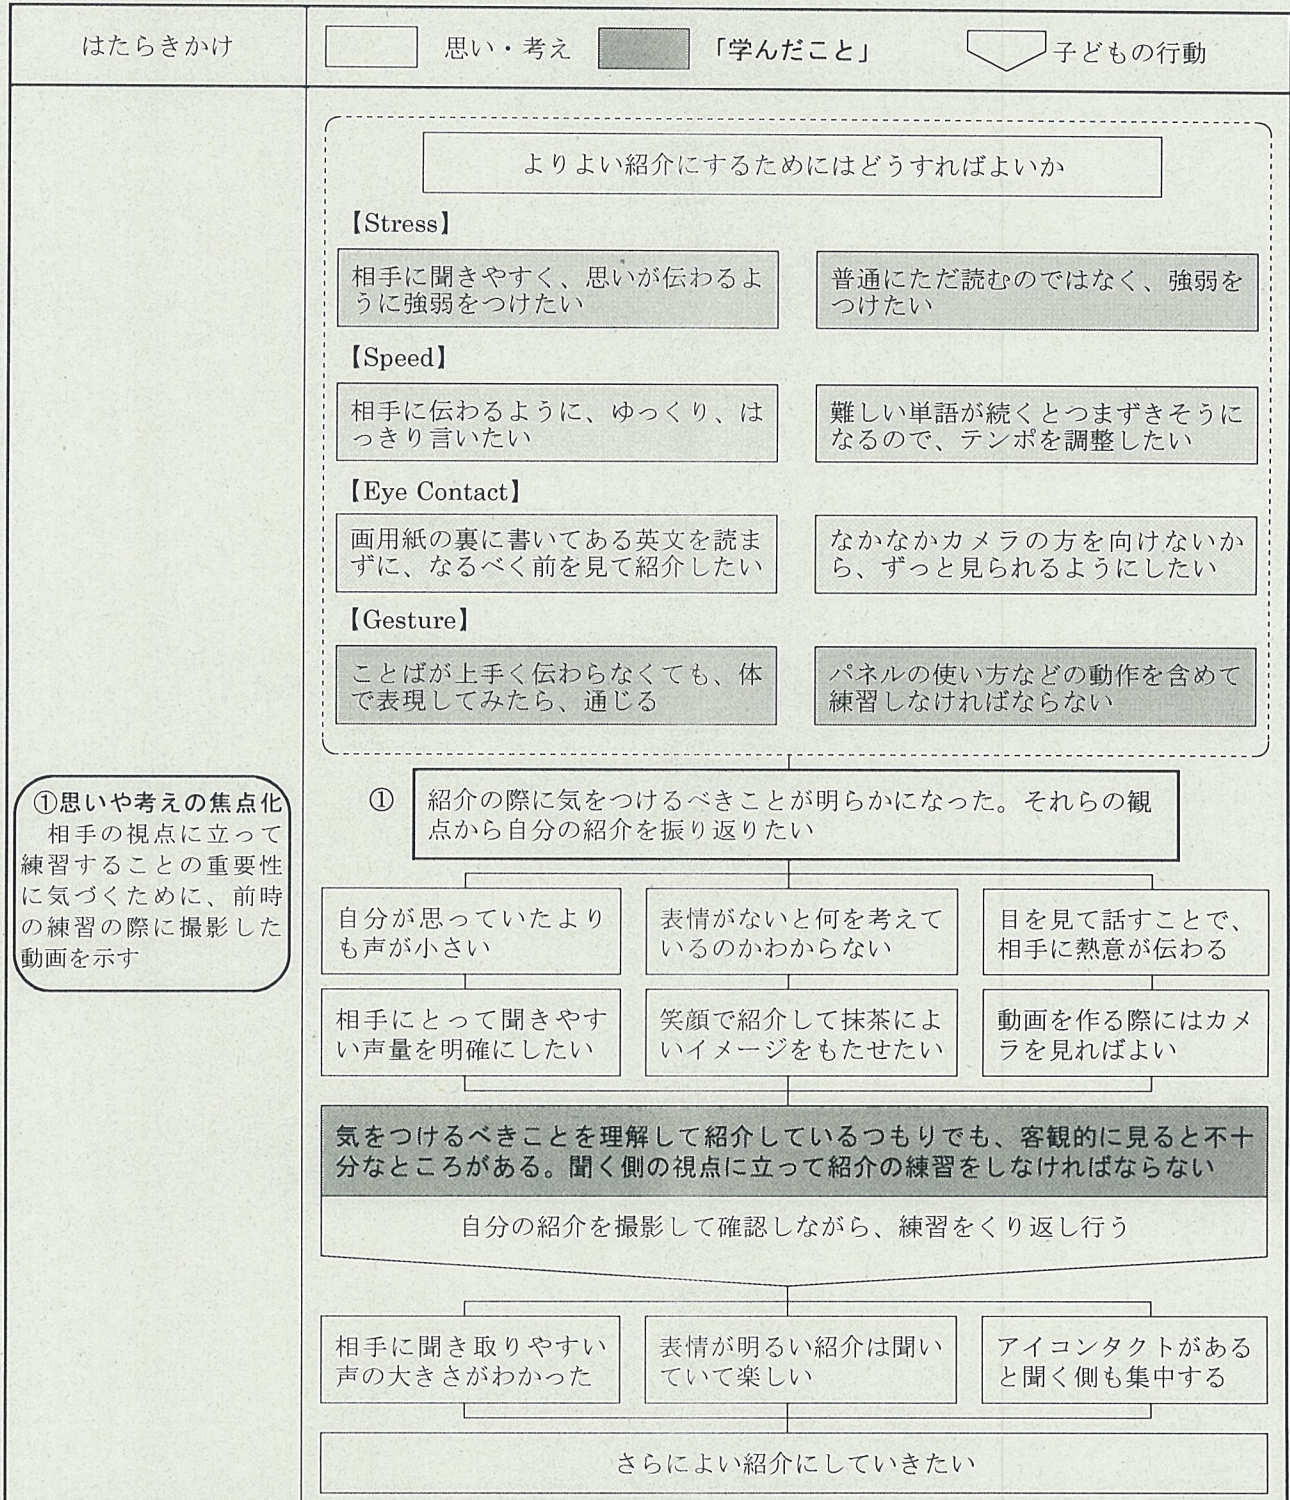 はたらきかけ
思い・考え
「学んだこと」
子どもの行動
よりよい紹介にするためにはどうすればよいか
【Stress】
相手に聞きやすく、思いが伝わるよ
うに強弱をつけたい
普通にただ読むのではなく、強弱を
つけたい
【Speed】
相手に伝わるように、ゆっくり、は
っきり言いたい
難しい単語が続くとつまずきそうに
なるので、テンポを調整したい
【Eye Contact】
画用紙の裏に書いてある英文を読ま
ずに、なるべく前を見て紹介したい
なかなかカメラの方を向けないか
ら、ずっと見られるようにしたい
【Gesture】
ことばが上手く伝わらなくても、体
で表現してみたら、通じる
パネルの使い方などの動作を含めて
練習しなければならない
①思いや考えの焦点化
相手の視点に立って
練習することの重要性
に気づくために、前時
の練習の際に撮影した
動画を示す
①
紹介の際に気をつけるべきことが明らかになった。それらの観
点から自分の紹介を振り返りたい
自分が思っていたより
も声が小さい
表情がないと何を考えて
いるのかわからない
目を見て話すことで、
相手に熱意が伝わる
相手にとって聞きやす
い声量を明確にしたい
笑顔で紹介して抹茶によ
いイメージをもたせたい
動画を作る際にはカメ
ラを見ればよい
気をつけるべきことを理解して紹介しているつもりでも、客観的に見ると不十
分なところがある。聞く側の視点に立って紹介の練習をしなければならない
自分の紹介を撮影して確認しながら、練習をくり返し行う
相手に聞き取りやすい
声の大きさがわかった
表情が明るい紹介は聞い
ていて楽しい
アイコンタクトがある
と聞く側も集中する
さらによい紹介にしていきたい